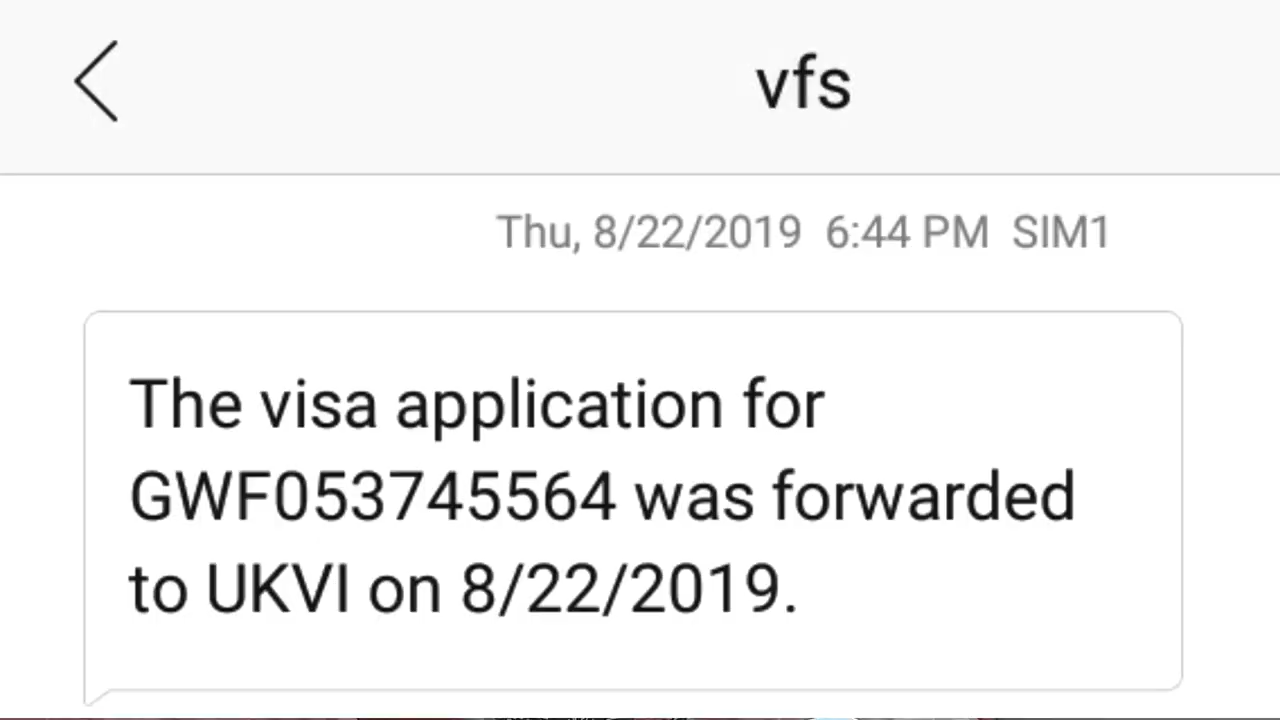 vfs
Thu, 8/22/2019 6:44 PM SIM1
The visa application for
GWF053745564 was forwarded
to UKVI on 8/22/2019.